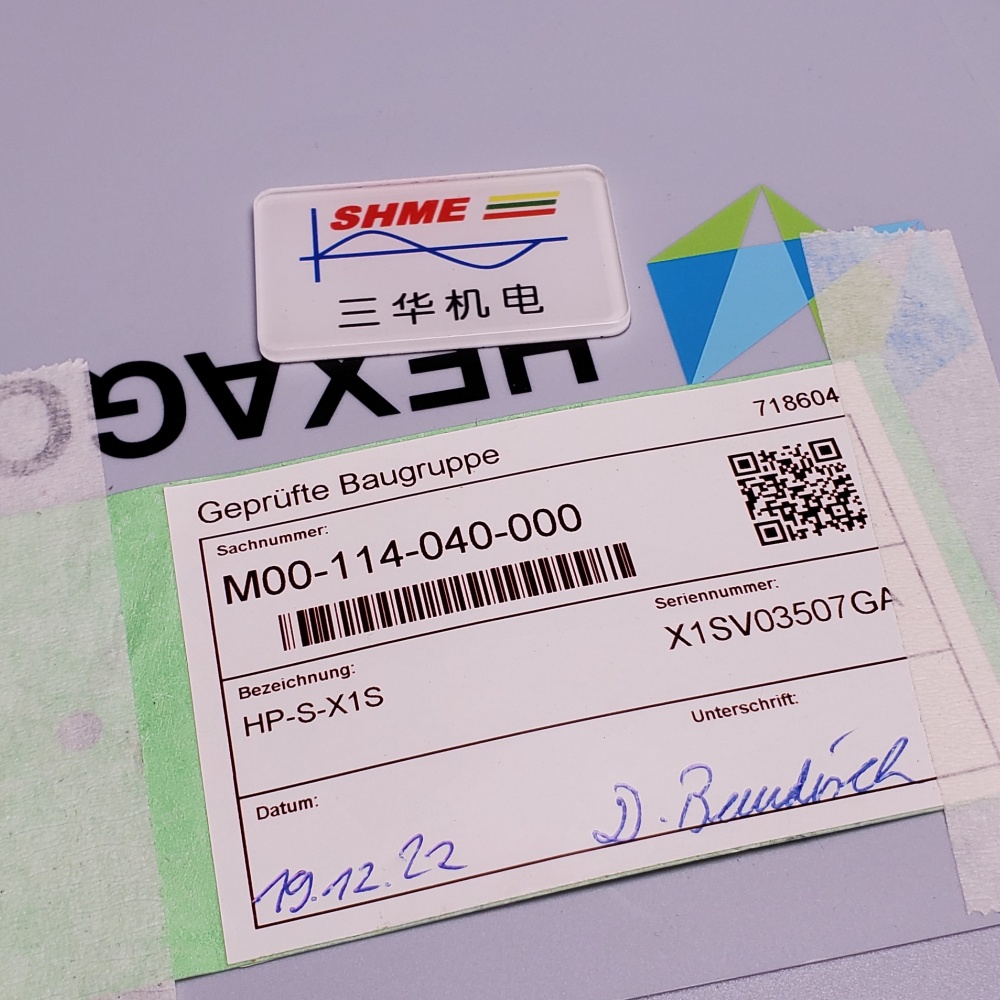 SHME
三华机电
HEXAG
718604
Geprüfte Baugruppe
Sachnummer:
M00-114-040-000
Seriennummer:
X1SV03507GA
Bezeichnung:
HP-S-X1S
Unterschrift:
Datum:
19.12.22